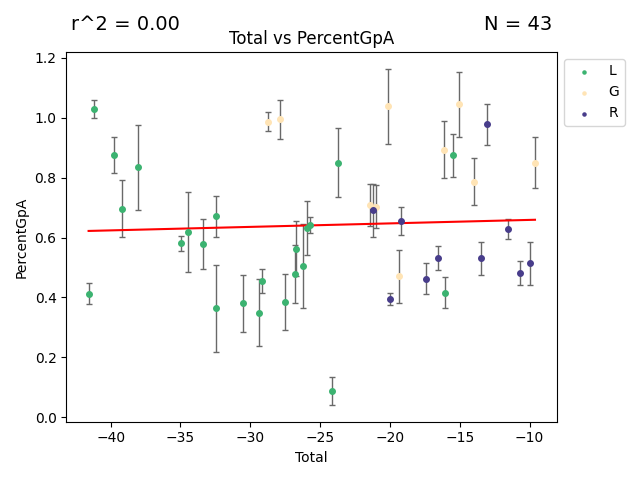 r^2 = 0.00
N = 43
Total vs PercentGpA
1.2
1.0
0.8
0.6
0.4
0.2
0.0
PercentGpA
−40
−35
−30
−25
−20
−15
−10
Total
L
G
R